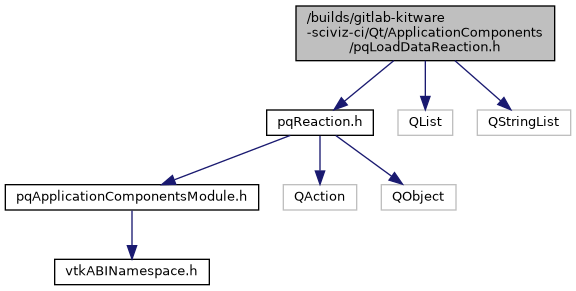 /builds/gitlab-kitware
-sciviz-ci/Qt/ApplicationComponents
/pqLoadDataReaction.h
pqReaction.h
QList
QStringList
pqApplicationComponentsModule.h
QAction
QObject
vtkABINamespace.h